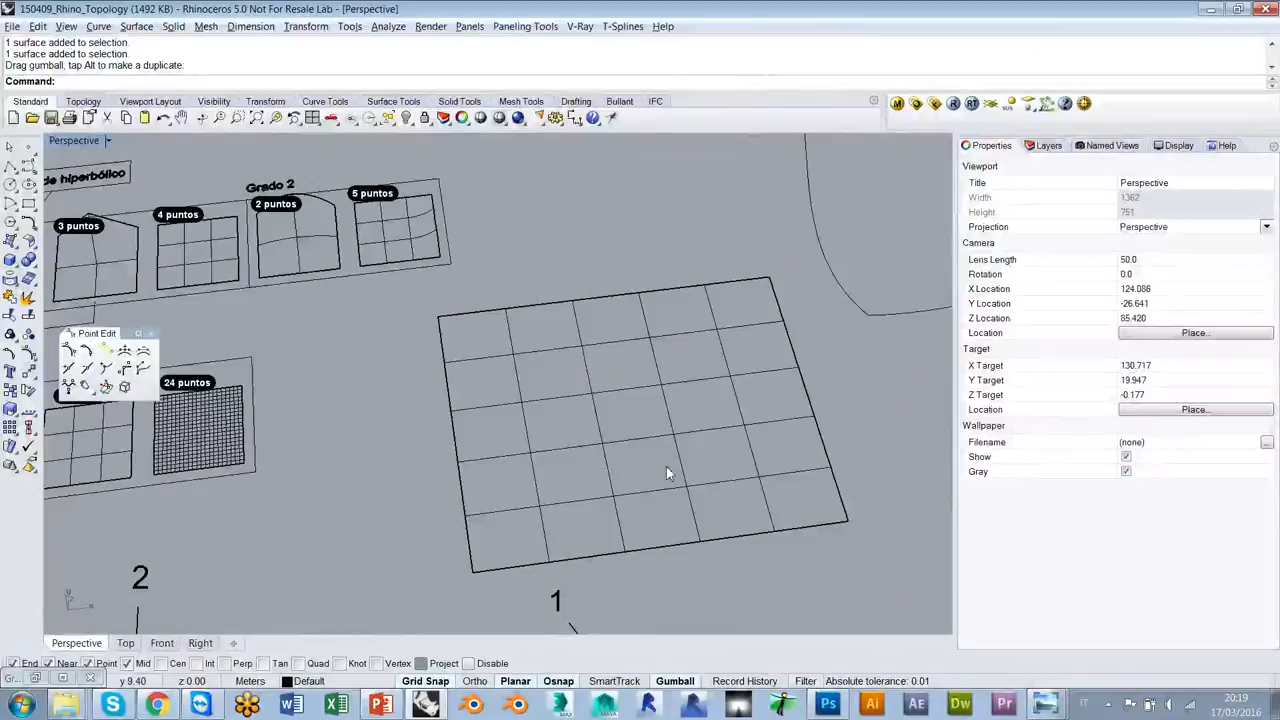 150409_Rhino_Topology (1492 KB) - Rhinoceros 5.0 Not For Resale Lab - [Perspective]
File Edit View Curve Surface Solid Mesh Dimension Transform Tools Analyze Render Panels Paneling Tools V-Ray T-Splines Help
1 surface added to selection.
1 surface added to selection.
Drag gumball, tap Alt to make a duplicate:
Command:
Standard Topology Viewport Layout Visibility Transform Curve Tools Surface Tools Solid Tools Mesh Tools Drafting Bullant IFC
Perspective
de hiperbólico
Grado 2
3 puntos
4 puntos
2 puntos
5 puntos
Point Edit
24 puntos
2
1
Properties Layers Named Views Display Help
Viewport
Title Perspective
Width 1362
Height 751
Projection Perspective
Camera
Lens Length 50.0
Rotation 0.0
X Location 124.086
Y Location -26.641
Z Location 85.420
Location Place...
Target
X Target 130.717
Y Target 19.947
Z Target -0.177
Location Place...
Wallpaper
Filename (none) ...
Show
Gray
Perspective Top Front Right
End Near Point Mid Cen Int Perp Tan Quad Knot Vertex Project Disable
Gr... y 9.40 z 0.00 Meters Default Grid Snap Ortho Planar Osnap SmartTrack Gumball Record History Filter Absolute tolerance: 0.01
IT 20:19
17/03/2016